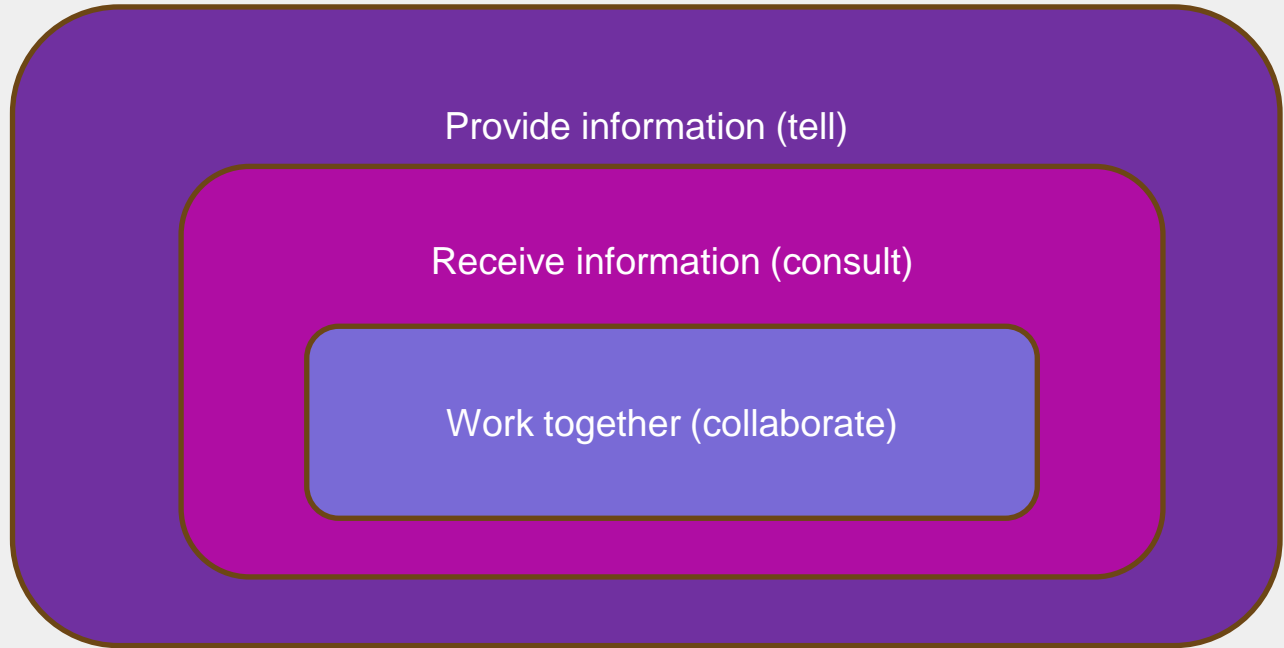 Provide information (tell)
Receive information (consult)
Work together (collaborate)